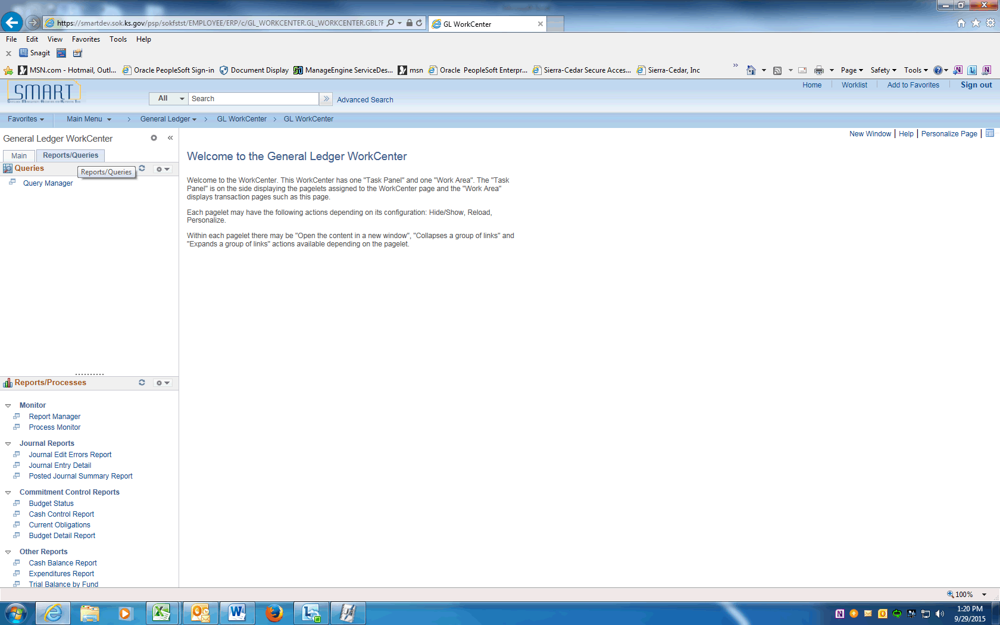 https://smartdev.sok.ks.gov/psp/sokfstst/EMPLOYEE/ERP/c/GL_WORKCENTER.GL_WORKCENTER.GBL?F
GL WorkCenter
File Edit View Favorites Tools Help
Snagit
MSN.com - Hotmail, Outl... Oracle PeopleSoft Sign-in Document Display ManageEngine ServiceDes... msn Oracle PeopleSoft Enterpr... Sierra-Cedar Secure Acces... Sierra-Cedar, Inc
Page Safety Tools
SMART
Home Worklist Add to Favorites Sign out
All Search Advanced Search
Favorites Main Menu > General Ledger > GL WorkCenter > GL WorkCenter
New Window | Help | Personalize Page |
General Ledger WorkCenter
Main Reports/Queries
Queries
Reports/Queries
Query Manager
Welcome to the General Ledger WorkCenter
Welcome to the WorkCenter. This WorkCenter has one "Task Panel" and one "Work Area". The "Task
Panel" is on the side displaying the pagelets assigned to the WorkCenter page and the "Work Area"
displays transaction pages such as this page.
Each pagelet may have the following actions depending on its configuration: Hide/Show, Reload,
Personalize.
Within each pagelet there may be "Open the content in a new window", "Collapses a group of links" and
"Expands a group of links" actions available depending on the pagelet.
Reports/Processes
Monitor
Report Manager
Process Monitor
Journal Reports
Journal Edit Errors Report
Journal Entry Detail
Posted Journal Summary Report
Commitment Control Reports
Budget Status
Cash Control Report
Current Obligations
Budget Detail Report
Other Reports
Cash Balance Report
Expenditures Report
Trial Balance by Fund
100%
1:20 PM
9/29/2015